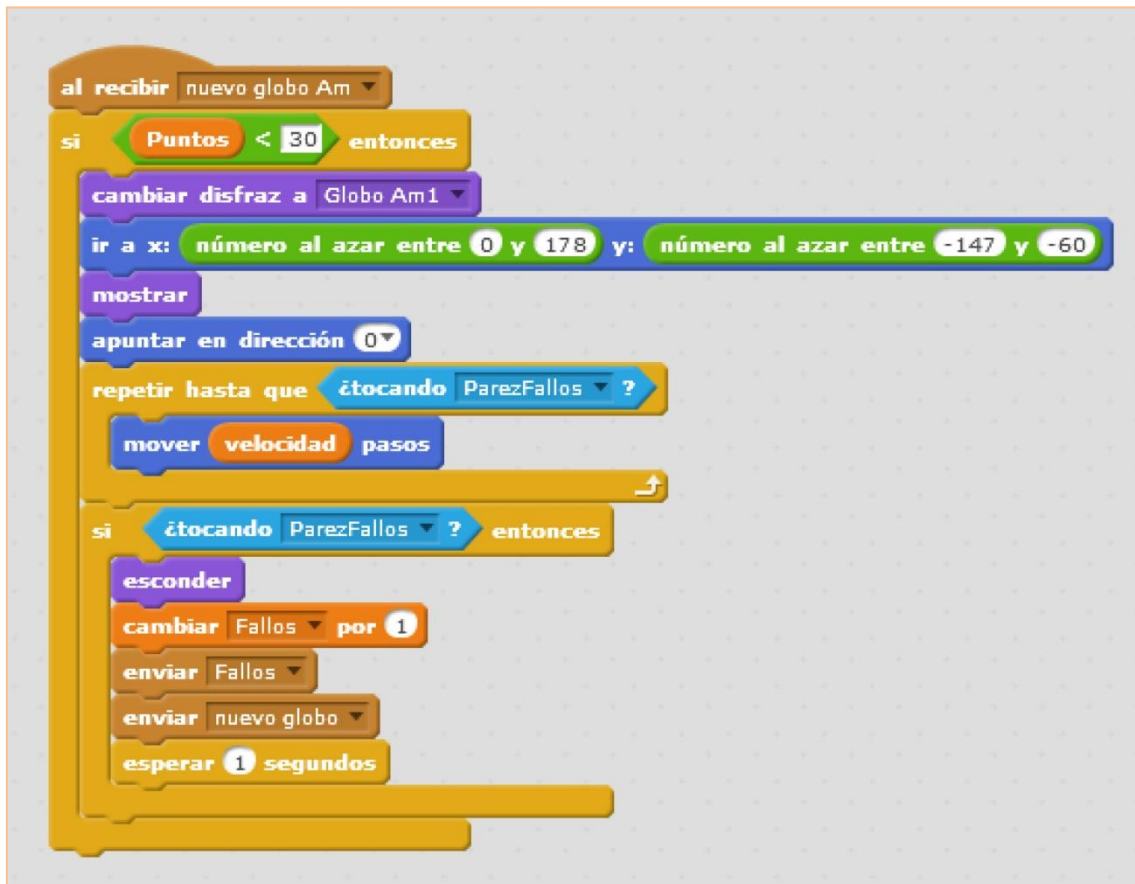 al recibir nuevo globo Am
si Puntos < 30 entonces
cambiar disfraz a Globo Am1
ir a x: número al azar entre 0 y 178 y: número al azar entre -147 y -60
mostrar
apuntar en dirección 0
repetir hasta que ¿tocando ParezFallos ?
mover velocidad pasos
si ¿tocando ParezFallos ? entonces
esconder
cambiar Fallos por 1
enviar Fallos
enviar nuevo globo
esperar 1 segundos